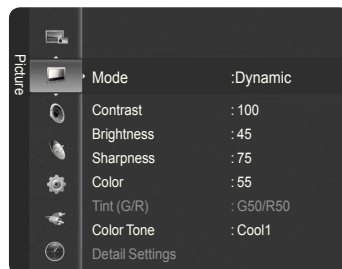 Picture
Mode :Dynamic
Contrast : 100
Brightness : 45
Sharpness : 75
Color : 55
Tint (G/R) : G50/R50
Color Tone : Cool1
Detail Settings